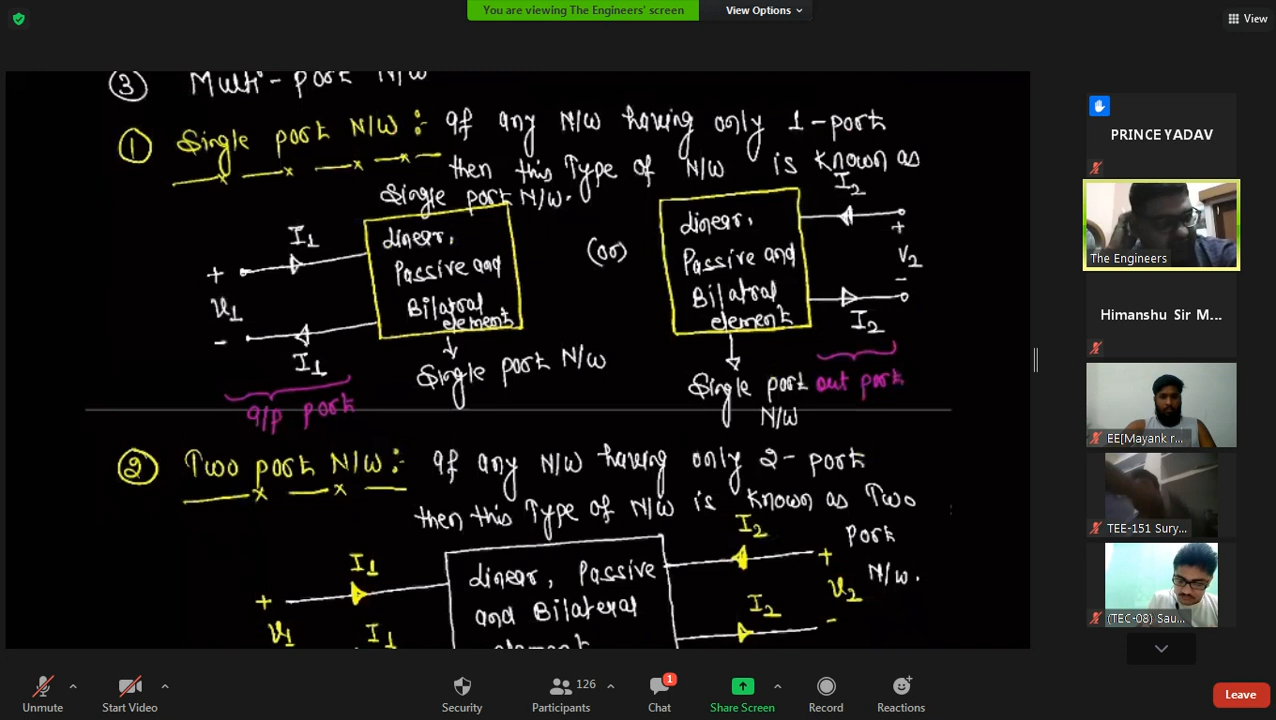 You are viewing The Engineers' screen
View Options
View
③ Multi-port N/W
① Single port N/W :- If any N/W having only 1-port
then this Type of N/W is known as
Single port N/W.
I1
+
V1
-
I1
I/p port
Linear,
Passive and
Bilatral
element
Single port N/W
(or)
Linear,
Passive and
Bilatral
element
Single port
N/W
I2
+
V2
-
I2
out port
② Two port N/W :- If any N/W having only 2-port
then this Type of N/W is known as Two
port
N/W.
I1
+
V1
I1
Linear, Passive
and Bilateral
element
I2
+
V2
-
I2
PRINCE YADAV
The Engineers
Himanshu Sir M...
EE[Mayank r...
TEE-151 Sury...
(TEC-08) Sau...
Unmute
Start Video
Security
126
Participants
1
Chat
Share Screen
Record
Reactions
Leave